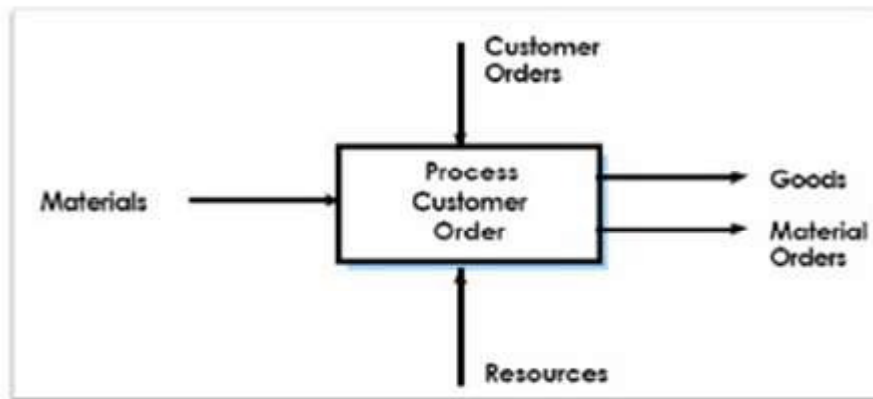 Customer
Orders
Process
Customer
Order
Materials
Goods
Material
Orders
Resources